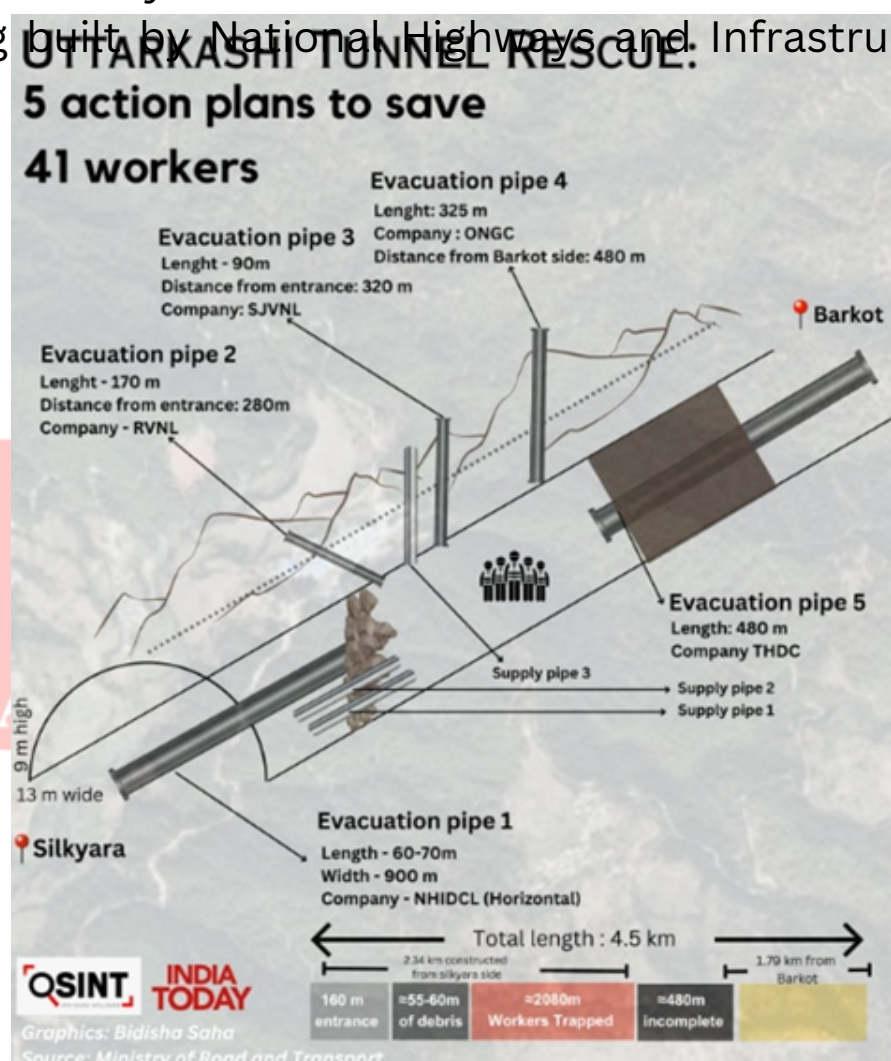 built by National Highways and Infrastru
UTTARKASHI TUNNEL RESCUE:
5 action plans to save
41 workers
Evacuation pipe 4
Lenght: 325 m
Company : ONGC
Distance from Barkot side: 480 m
Evacuation pipe 3
Lenght - 90m
Distance from entrance: 320 m
Company: SJVNL
Barkot
Evacuation pipe 2
Lenght - 170 m
Distance from entrance: 280m
Company - RVNL
Evacuation pipe 5
Length: 480 m
Company THDC
Supply pipe 3
Supply pipe 2
Supply pipe 1
9 m high
13 m wide
Silkyara
Evacuation pipe 1
Length - 60-70m
Width - 900 m
Company - NHIDCL (Horizontal)
Total length : 4.5 km
2.34 km constructed
from silkyara side
1.79 km from
Barkot
160 m
entrance
≈55-60m
of debris
≈2080m
Workers Trapped
≈480m
incomplete
OSINT
INDIA
TODAY
Graphics: Bidisha Saha
Source: Ministry of Road and Transport